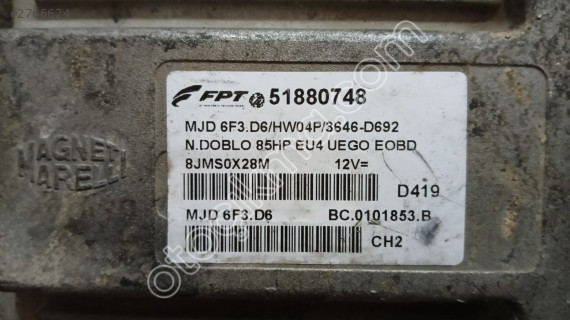 FPT 51880748
MJD 6F3.D6/HW04P/3646-D692
N.DOBLO 85HP EU4 UEGO EOBD
8JMS0X28M 12V=
D419
MJD 6F3.D6 BC.0101853.B
CH2
MAGNETI
MARELLI
otocikma.com